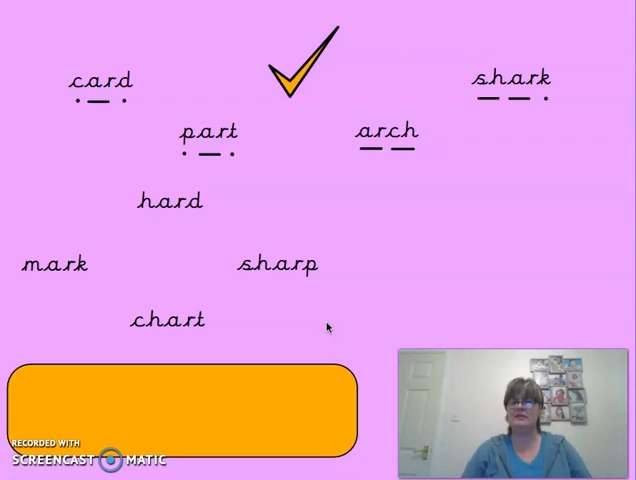 card
shark
part
arch
hard
mark
sharp
chart
RECORDED WITH
SCREENCAST MATIC